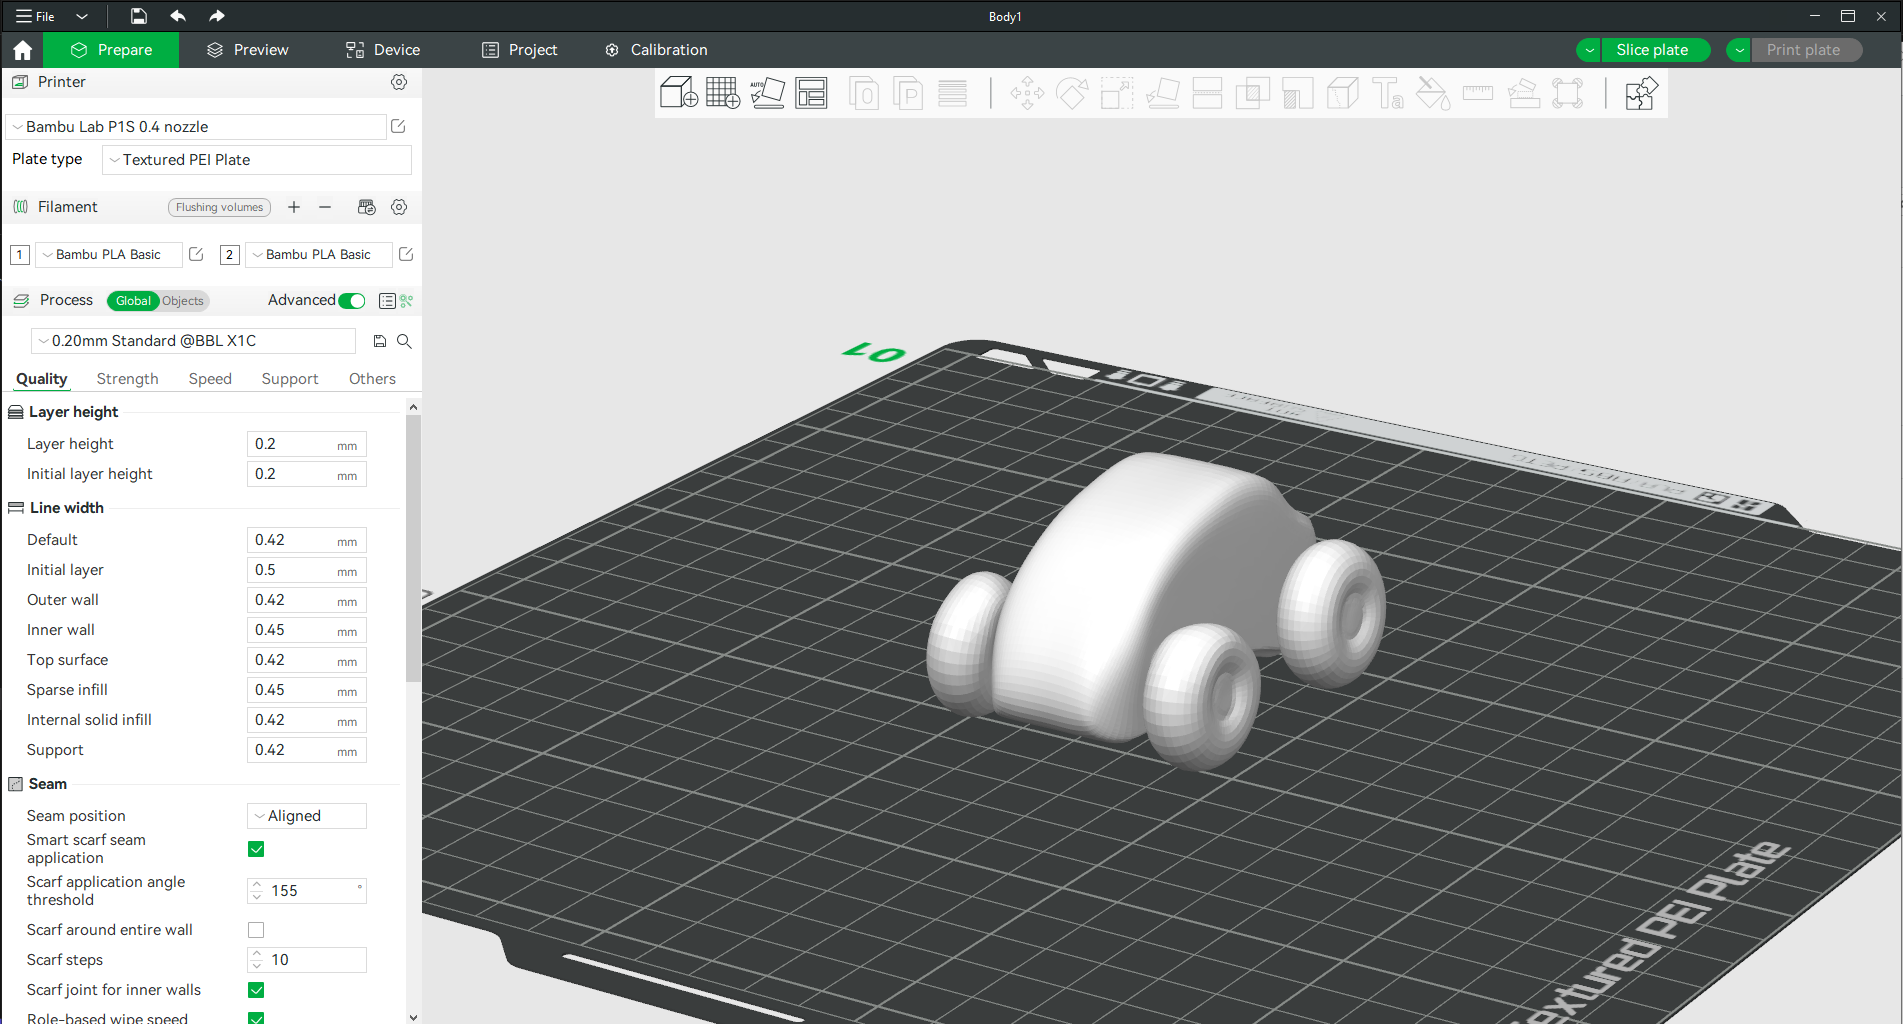 File
Body1
Prepare
Preview
Device
Project
Calibration
Slice plate
Print plate
Printer
Bambu Lab P1S 0.4 nozzle
Plate type
Textured PEI Plate
Filament
Flushing volumes
1
Bambu PLA Basic
2
Bambu PLA Basic
Process
Global
Objects
Advanced
0.20mm Standard @BBL X1C
Quality
Strength
Speed
Support
Others
Layer height
Layer height 0.2 mm
Initial layer height 0.2 mm
Line width
Default 0.42 mm
Initial layer 0.5 mm
Outer wall 0.42 mm
Inner wall 0.45 mm
Top surface 0.42 mm
Sparse infill 0.45 mm
Internal solid infill 0.42 mm
Support 0.42 mm
Seam
Seam position Aligned
Smart scarf seam
application
Scarf application angle
threshold
155 °
Scarf around entire wall
Scarf steps 10
Scarf joint for inner walls
Role-based wipe speed
AUTO
01
Textured PEI Plate